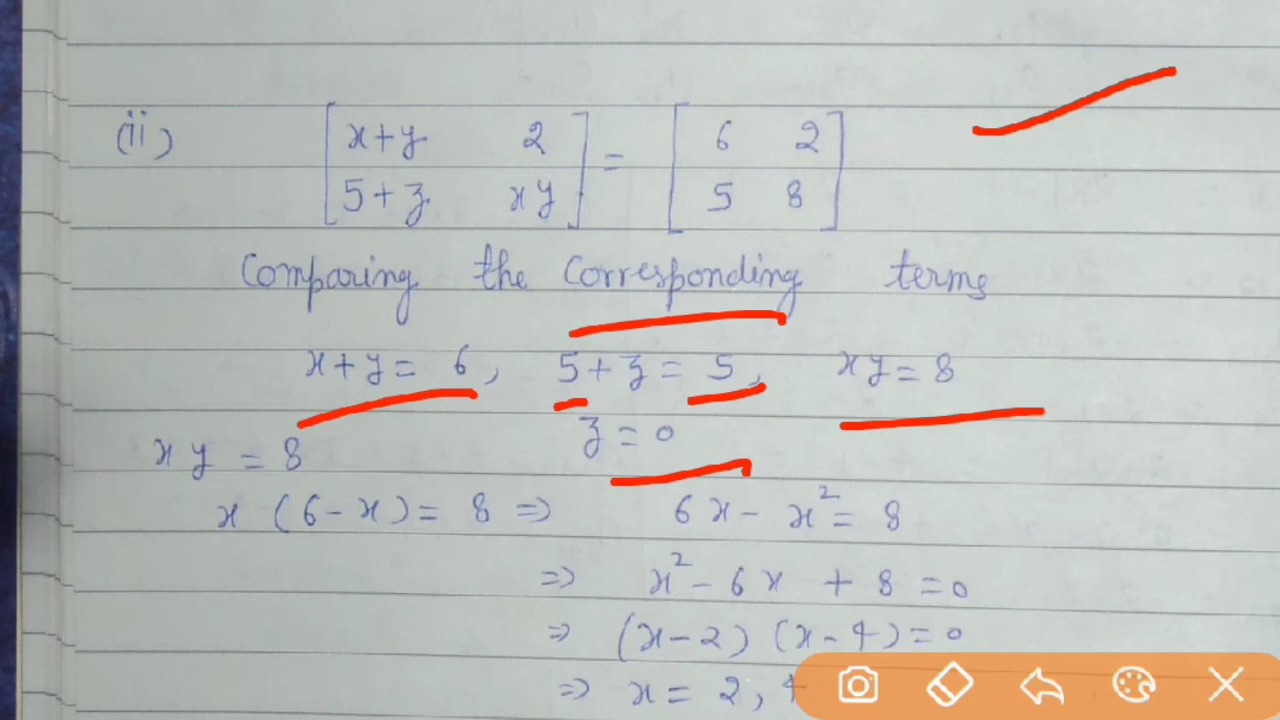 (ii) [x+y 2] = [6 2]
[5+z xy] [5 8]
Comparing the Corresponding terms
x+y = 6, 5+z = 5, xy = 8
xy = 8 z = 0
x (6-x) = 8 => 6x - x² = 8
=> x² - 6x + 8 = 0
=> (x-2) (x-4) = 0
=> x = 2, 4